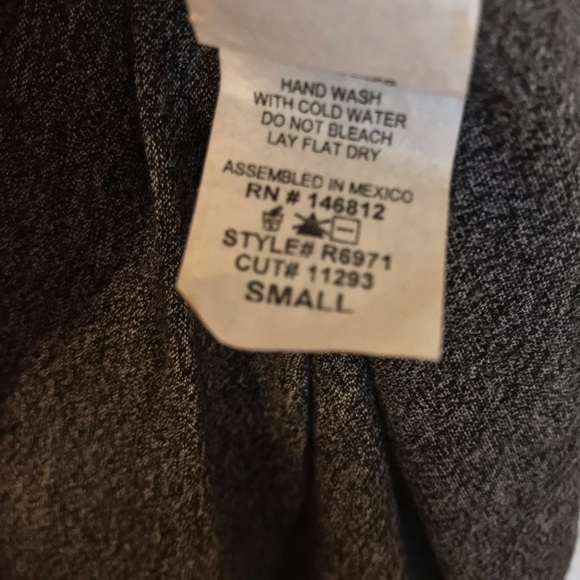 HAND WASH
WITH COLD WATER
DO NOT BLEACH
LAY FLAT DRY
ASSEMBLED IN MEXICO
RN # 146812
STYLE# R6971
CUT# 11293
SMALL